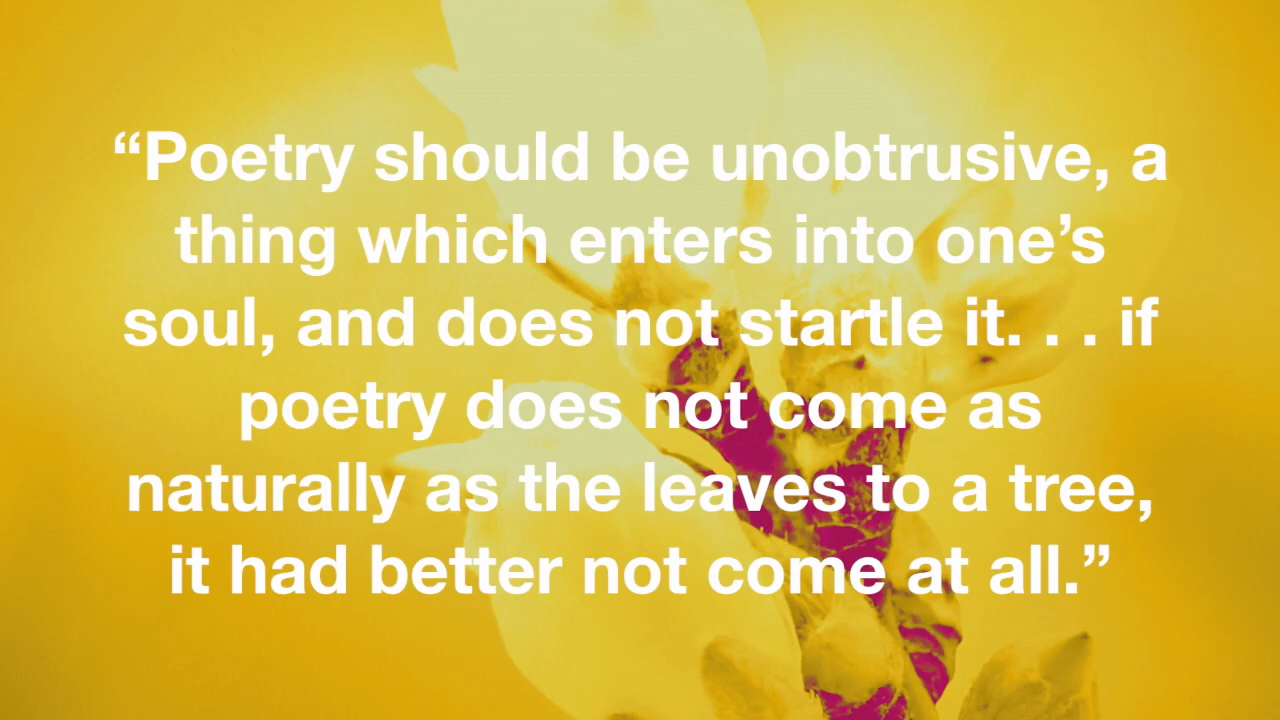 “Poetry should be unobtrusive, a
thing which enters into one’s
soul, and does not startle it. . . if
poetry does not come as
naturally as the leaves to a tree,
it had better not come at all.”